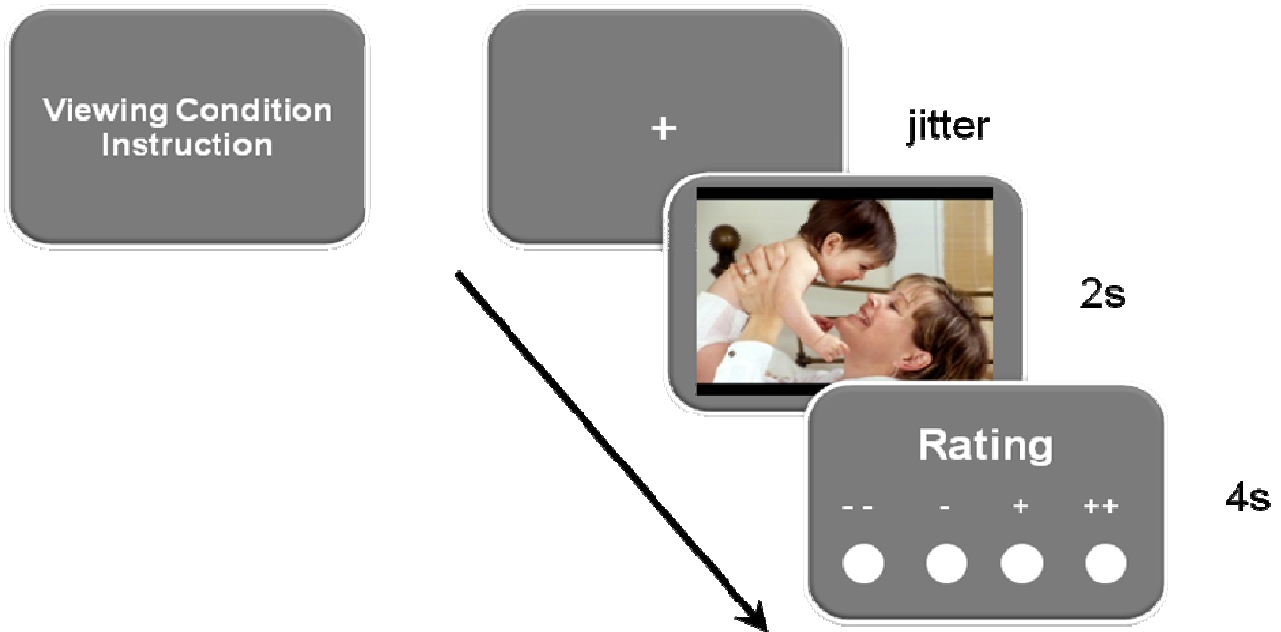 Viewing Condition
Instruction
+
jitter
2s
Rating
-- - + ++
4s